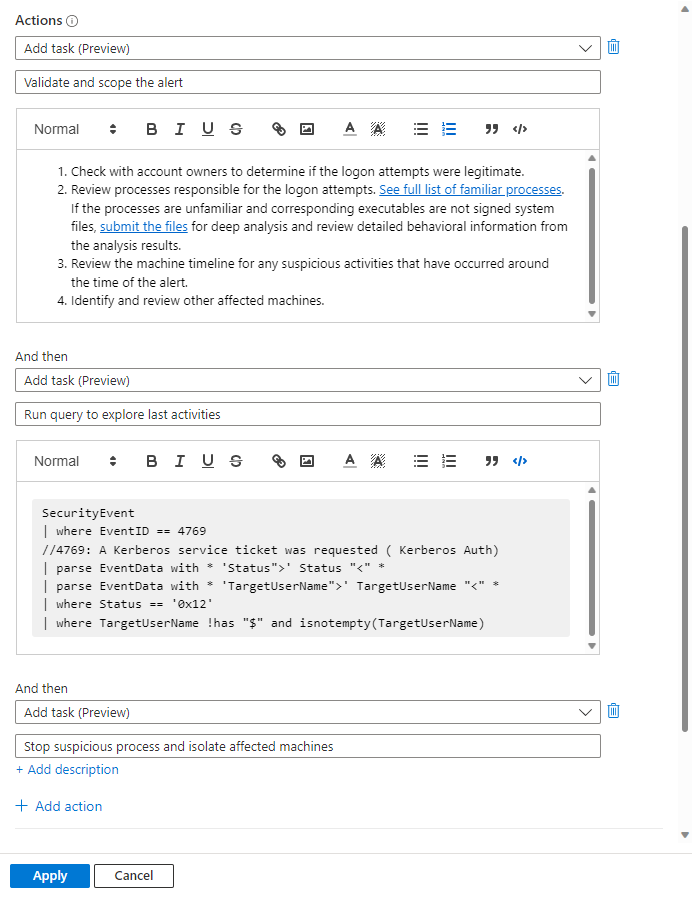 Actions
Add task (Preview)
Validate and scope the alert
Normal B I U S A A
1. Check with account owners to determine if the logon attempts were legitimate.
2. Review processes responsible for the logon attempts. See full list of familiar processes.
If the processes are unfamiliar and corresponding executables are not signed system
files, submit the files for deep analysis and review detailed behavioral information from
the analysis results.
3. Review the machine timeline for any suspicious activities that have occurred around
the time of the alert.
4. Identify and review other affected machines.
And then
Add task (Preview)
Run query to explore last activities
Normal B I U S A A
SecurityEvent
| where EventID == 4769
//4769: A Kerberos service ticket was requested ( Kerberos Auth)
| parse EventData with * 'Status">' Status "<" *
| parse EventData with * 'TargetUserName">' TargetUserName "<" *
| where Status == '0x12'
| where TargetUserName !has "$" and isnotempty(TargetUserName)
And then
Add task (Preview)
Stop suspicious process and isolate affected machines
+ Add description
+ Add action
Apply Cancel